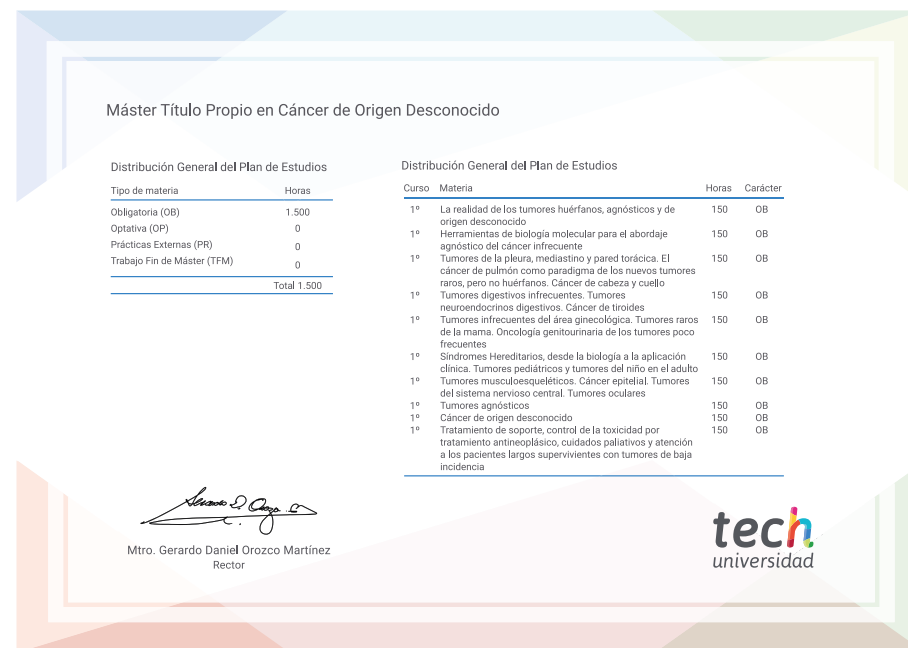 Máster Título Propio en Cáncer de Origen Desconocido
Distribución General del Plan de Estudios
Tipo de materia Horas
Obligatoria (OB) 1.500
Optativa (OP) 0
Prácticas Externas (PR) 0
Trabajo Fin de Máster (TFM) 0
Total 1.500
Distribución General del Plan de Estudios
Curso Materia Horas Carácter
1º La realidad de los tumores huérfanos, agnósticos y de 150 OB
origen desconocido
1º Herramientas de biología molecular para el abordaje 150 OB
agnóstico del cáncer infrecuente
1º Tumores de la pleura, mediastino y pared torácica. El 150 OB
cáncer de pulmón como paradigma de los nuevos tumores
raros, pero no huérfanos. Cáncer de cabeza y cuello
1º Tumores digestivos infrecuentes. Tumores 150 OB
neuroendocrinos digestivos. Cáncer de tiroides
1º Tumores infrecuentes del área ginecológica. Tumores raros 150 OB
de la mama. Oncología genitourinaria de los tumores poco
frecuentes
1º Síndromes Hereditarios, desde la biología a la aplicación 150 OB
clínica. Tumores pediátricos y tumores del niño en el adulto
1º Tumores musculoesqueléticos. Cáncer epitelial. Tumores 150 OB
del sistema nervioso central. Tumores oculares
1º Tumores agnósticos 150 OB
1º Cáncer de origen desconocido 150 OB
1º Tratamiento de soporte, control de la toxicidad por 150 OB
tratamiento antineoplásico, cuidados paliativos y atención
a los pacientes largos supervivientes con tumores de baja
incidencia
Mtro. Gerardo Daniel Orozco Martínez
Rector
tech
universidad